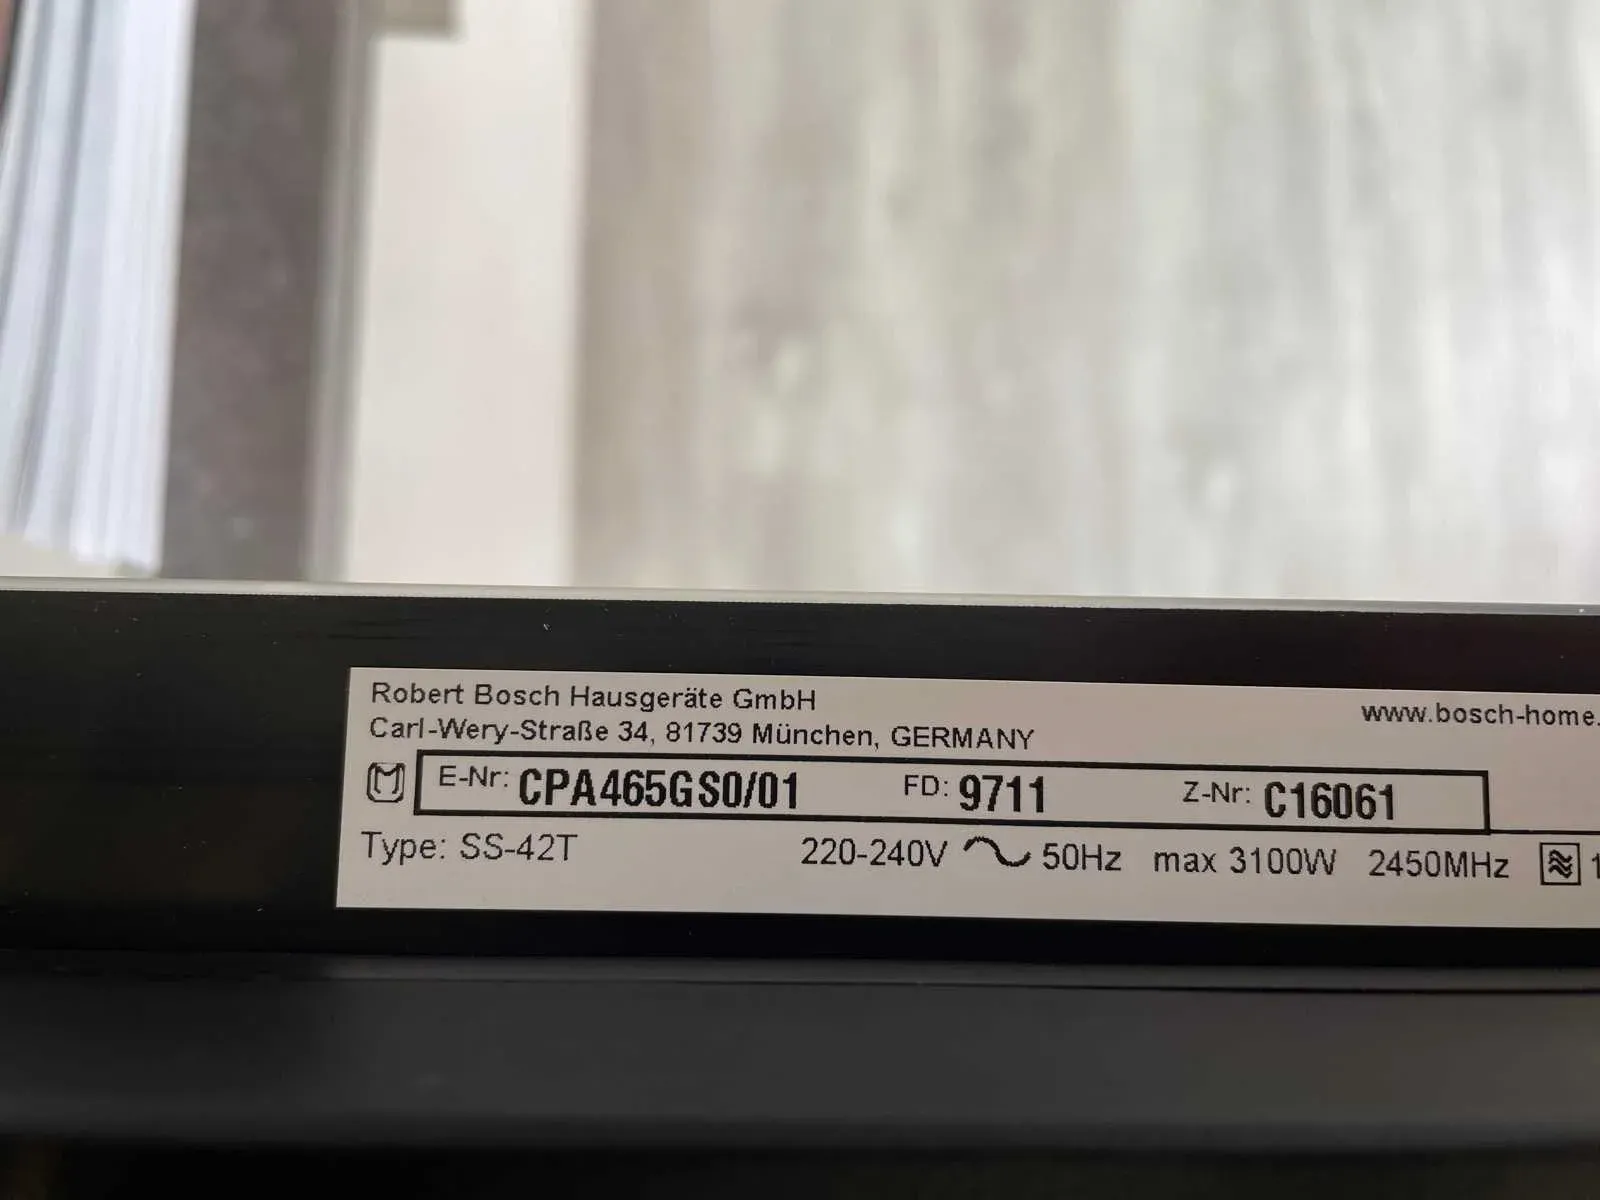 Robert Bosch Hausgeräte GmbH
www.bosch-home.
Carl-Wery-Straße 34, 81739 München, GERMANY
E-Nr: CPA465GS0/01 FD: 9711 Z-Nr: C16061
Type: SS-42T 220-240V 50Hz max 3100W 2450MHz